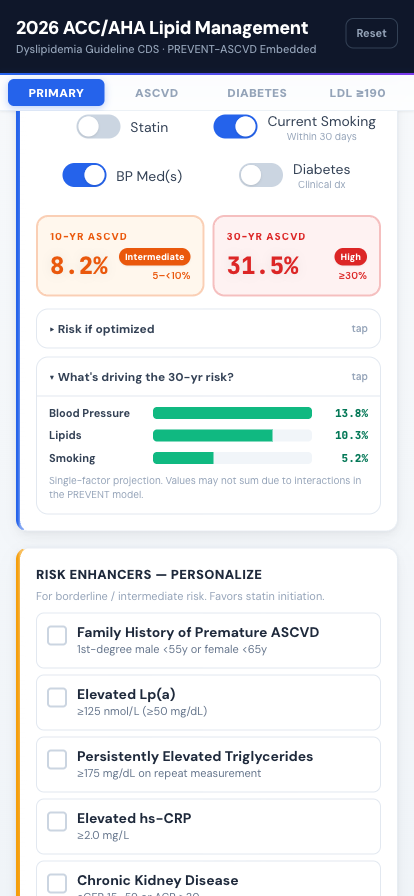 2026 ACC/AHA Lipid Management
Dyslipidemia Guideline CDS · PREVENT-ASCVD Embedded
Reset
PRIMARY ASCVD DIABETES LDL ≥190
Statin
Current Smoking
Within 30 days
BP Med(s)
Diabetes
Clinical dx
10-YR ASCVD
8.2%
Intermediate
5–<10%
30-YR ASCVD
31.5%
High
≥30%
▸ Risk if optimized tap
▾ What's driving the 30-yr risk? tap
Blood Pressure 13.8%
Lipids 10.3%
Smoking 5.2%
Single-factor projection. Values may not sum due to interactions in
the PREVENT model.
RISK ENHANCERS — PERSONALIZE
For borderline / intermediate risk. Favors statin initiation.
Family History of Premature ASCVD
1st-degree male <55y or female <65y
Elevated Lp(a)
≥125 nmol/L (≥50 mg/dL)
Persistently Elevated Triglycerides
≥175 mg/dL on repeat measurement
Elevated hs-CRP
≥2.0 mg/L
Chronic Kidney Disease